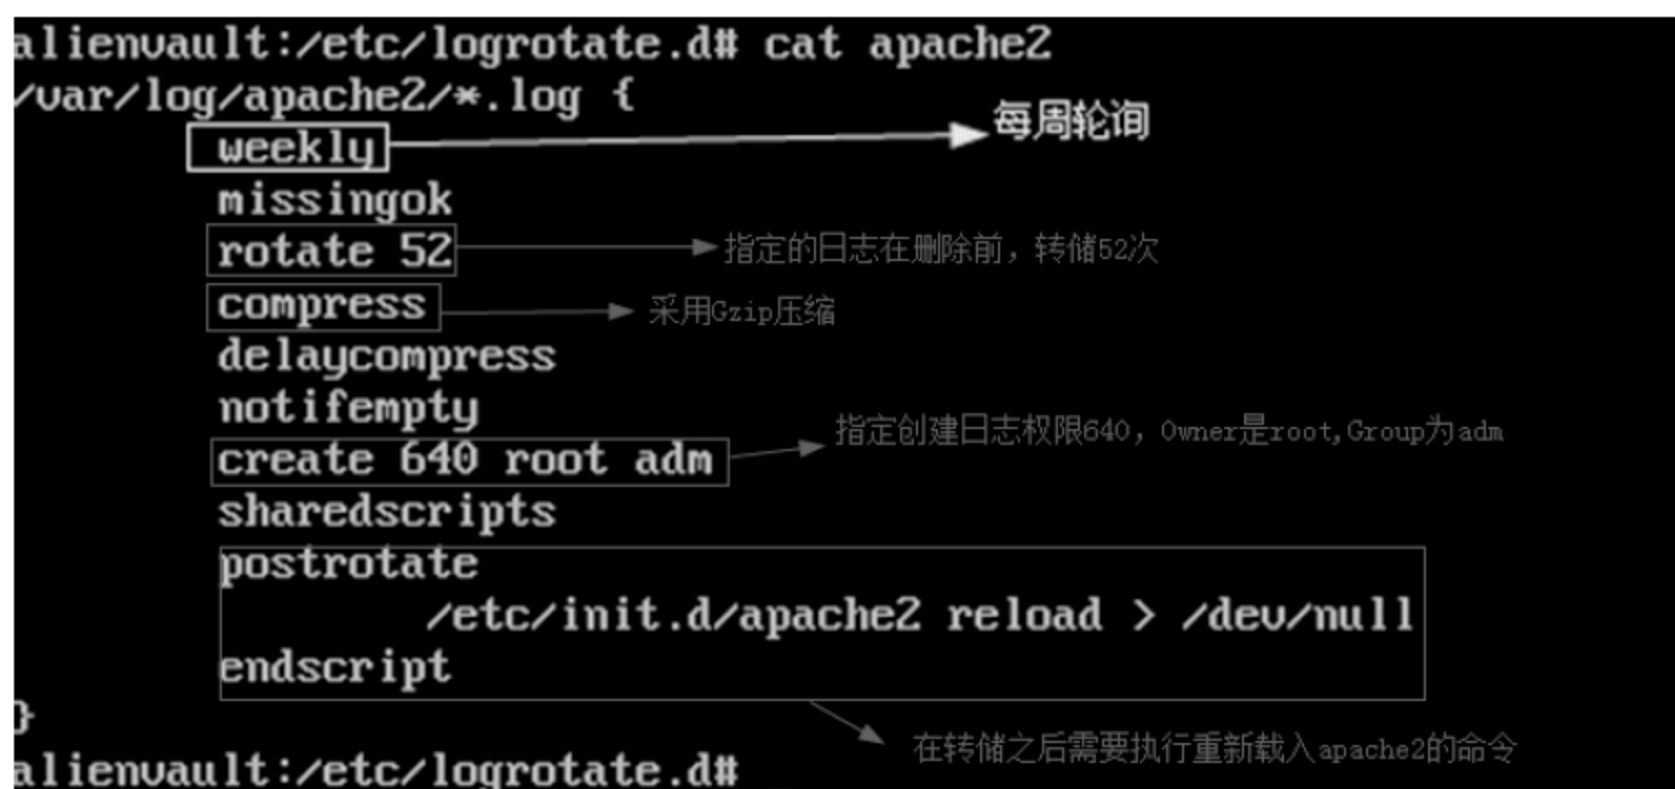 alienvault:/etc/logrotate.d# cat apache2
/var/log/apache2/*.log {
weekly
每周轮询
missingok
rotate 52
指定的日志在删除前，转储52次
compress
采用Gzip压缩
delaycompress
notifempty
create 640 root adm
指定创建日志权限640，Owner是root,Group为adm
sharedscripts
postrotate
/etc/init.d/apache2 reload > /dev/null
endscript
}
在转储之后需要执行重新载入apache2的命令
alienvault:/etc/logrotate.d#